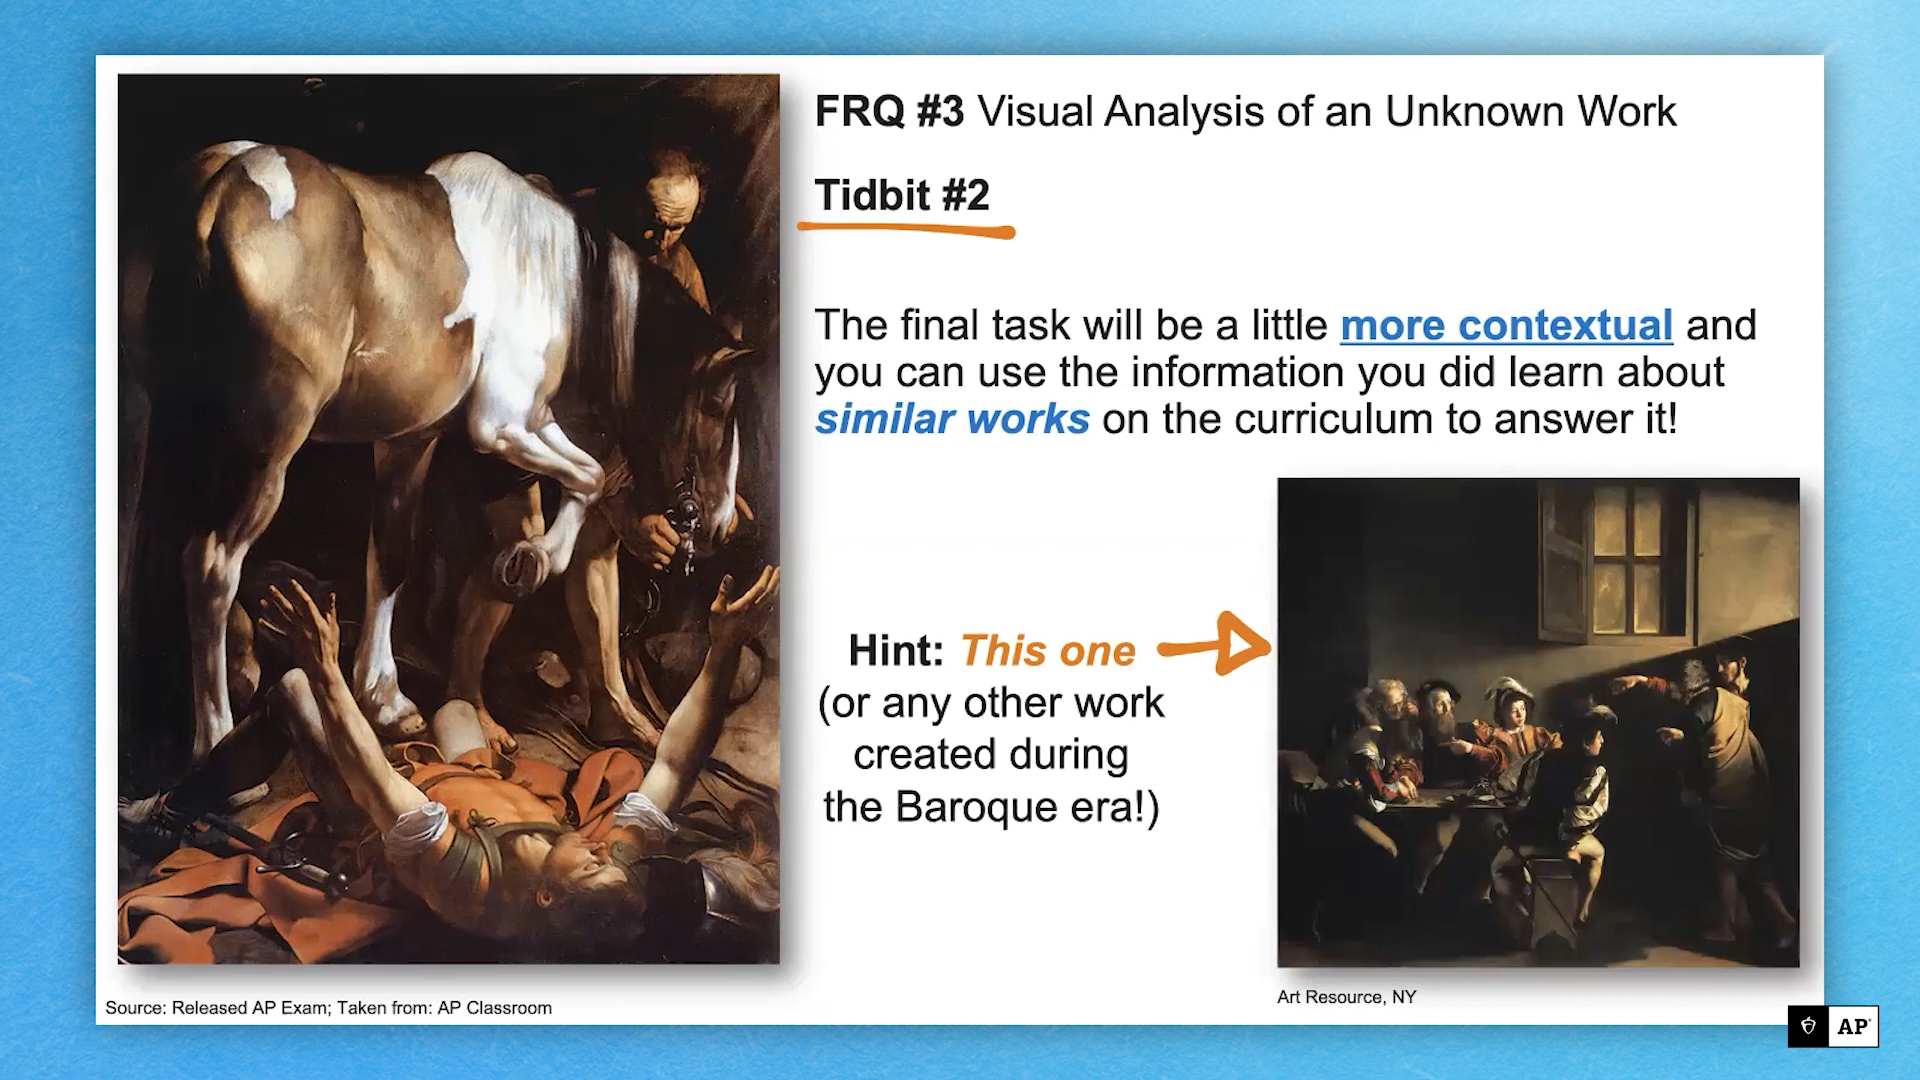 FRQ #3 Visual Analysis of an Unknown Work
Tidbit #2
The final task will be a little more contextual and
you can use the information you did learn about
similar works on the curriculum to answer it!
Hint: This one
(or any other work
created during
the Baroque era!)
Source: Released AP Exam; Taken from: AP Classroom
Art Resource, NY
AP